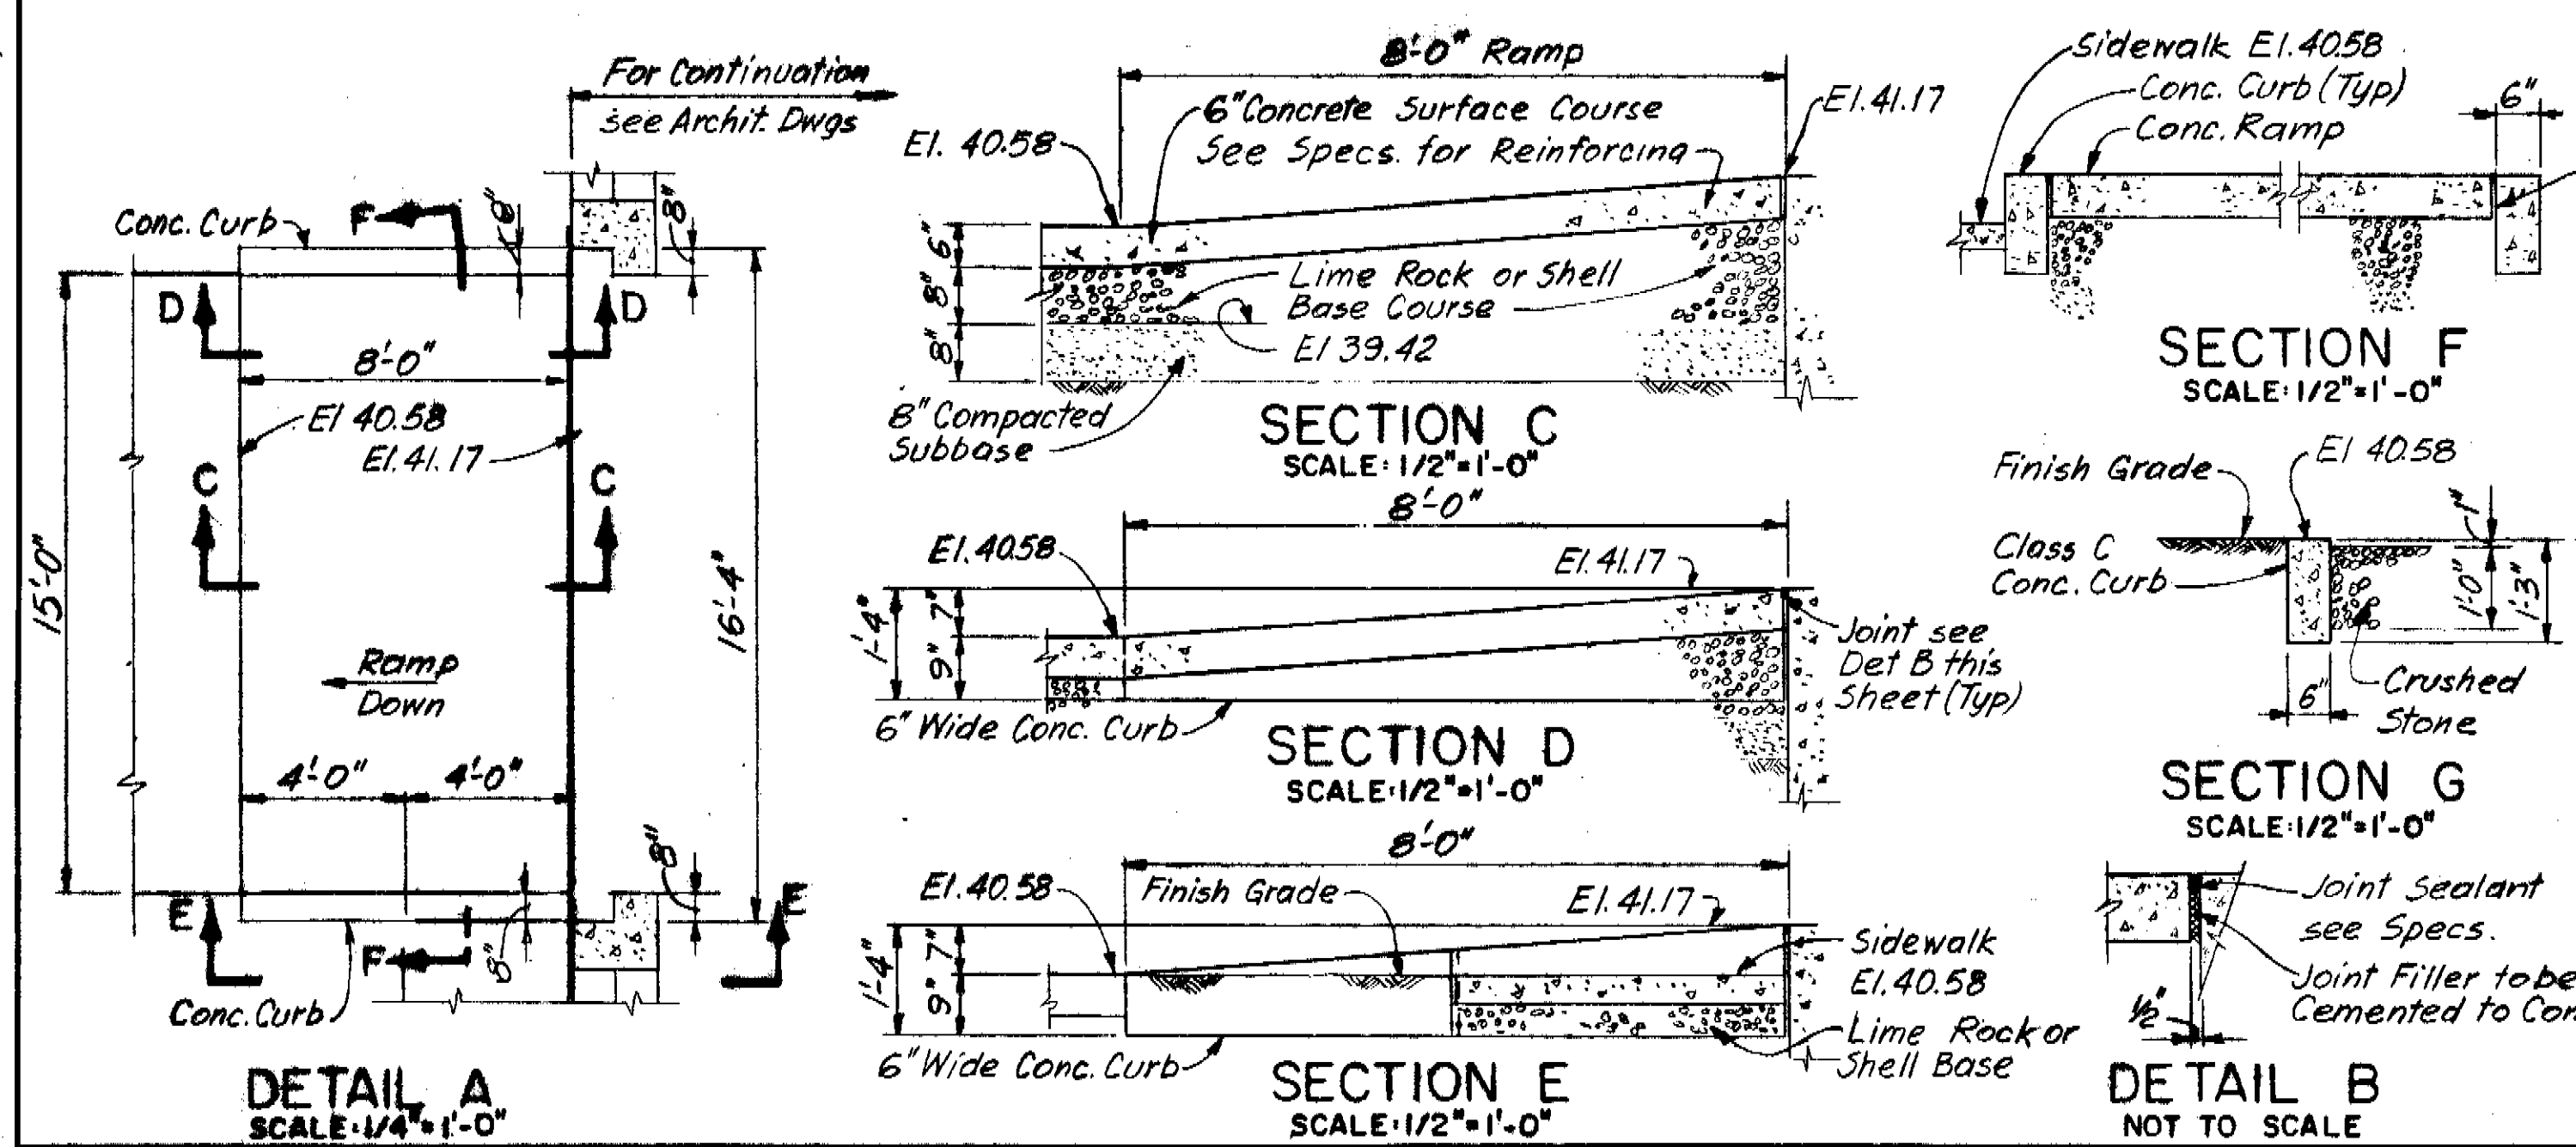 For Continuation
see Archit. Dwgs
Conc. Curb
F
8"
8"
D
D
8'-0"
El 40.58
El. 41.17
C
C
15'-0"
16'-4"
Ramp
Down
4'-0"
4'-0"
8"
E
E
F
8"
Conc. Curb
DETAIL A
SCALE: 1/4" = 1'-0"
8'-0" Ramp
6" Concrete Surface Course
See Specs. for Reinforcing
El. 40.58
El. 41.17
6"
8"
8"
Lime Rock or Shell
Base Course
El 39.42
8" Compacted
Subbase
SECTION C
SCALE: 1/2" = 1'-0"
8'-0"
El. 40.58
El. 41.17
1'-4"
7"
9"
Joint see
Det B this
Sheet (Typ)
6" Wide Conc. Curb
SECTION D
SCALE: 1/2" = 1'-0"
8'-0"
El. 40.58
Finish Grade
El. 41.17
1'-4"
7"
9"
Sidewalk
El. 40.58
Lime Rock or
Shell Base
6" Wide Conc. Curb
SECTION E
SCALE: 1/2" = 1'-0"
Sidewalk El. 40.58
Conc. Curb (Typ)
Conc. Ramp
6"
SECTION F
SCALE: 1/2" = 1'-0"
Finish Grade
El 40.58
Class C
Conc. Curb
1"
1'-0"
1'-3"
6"
Crushed
Stone
SECTION G
SCALE: 1/2" = 1'-0"
Joint Sealant
see Specs.
Joint Filler to be
Cemented to
1/2"
DETAIL B
NOT TO SCALE